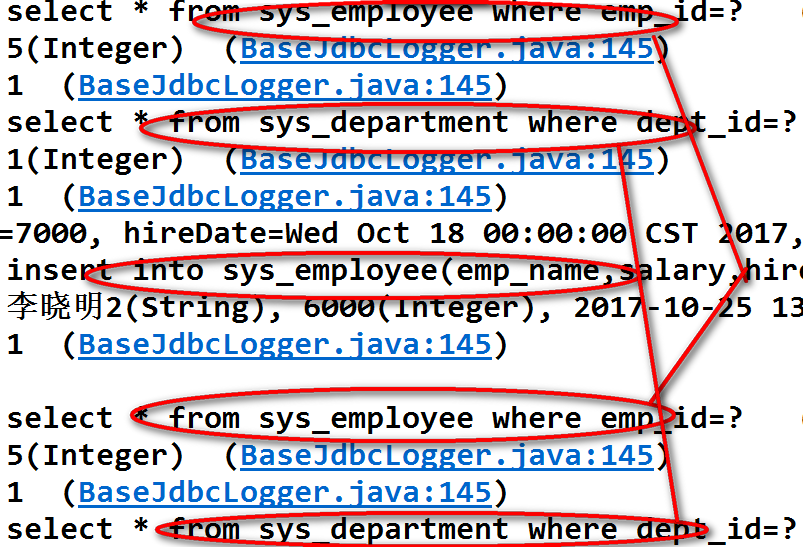 select * from sys_employee where emp_id=?
5(Integer) (BaseJdbcLogger.java:145)
1 (BaseJdbcLogger.java:145)
select * from sys_department where dept_id=?
1(Integer) (BaseJdbcLogger.java:145)
1 (BaseJdbcLogger.java:145)
=7000, hireDate=Wed Oct 18 00:00:00 CST 2017,
insert into sys_employee(emp_name,salary,hire
李晓明2(String), 6000(Integer), 2017-10-25 13
1 (BaseJdbcLogger.java:145)
select * from sys_employee where emp_id=?
5(Integer) (BaseJdbcLogger.java:145)
1 (BaseJdbcLogger.java:145)
select * from sys_department where dept_id=?